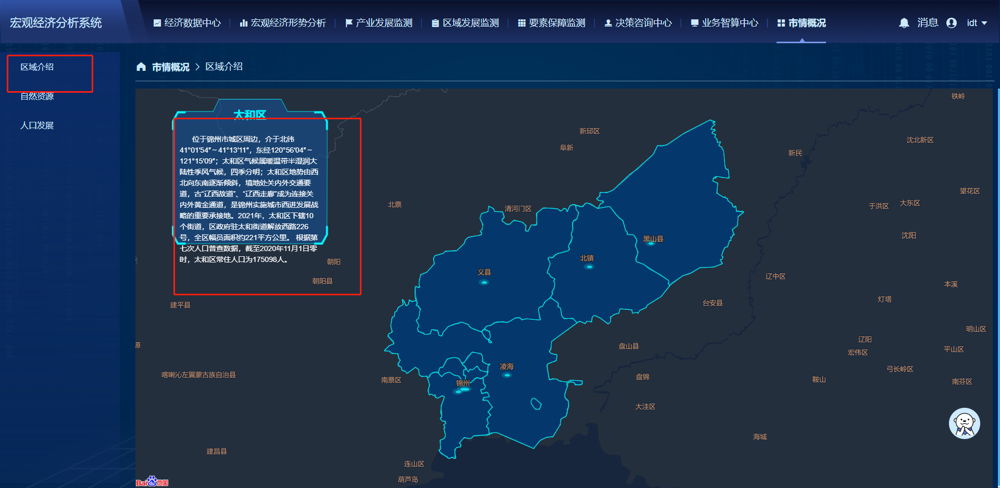 宏观经济分析系统
经济数据中心
宏观经济形势分析
产业发展监测
区域发展监测
要素保障监测
决策咨询中心
业务智算中心
市情概况
消息
idt
区域介绍
自然资源
人口发展
市情概况 > 区域介绍
太和区
位于锦州市城区周边，介于北纬
41°01′54″～41°13′11″，东经120°56′04″～
121°15′09″；太和区气候属暖温带半湿润大
陆性季风气候，四季分明；太和区地势由西
北向东南逐渐倾斜，境地处关内外交通要
道，古“辽西故道”、“辽西走廊”成为连接关
内外黄金通道，是锦州实施城市西进发展战
略的重要承接地。2021年，太和区下辖10
个街道，区政府驻太和街道解放西路226
号，全区幅员面积约221平方公里。 根据第
七次人口普查数据，截至2020年11月1日零
时，太和区常住人口为175098人。
铁岭
新邱区
沈北新区
阜新
新民
望花区
北票
清河门区
于洪区
大东区
沈阳
黑山县
北镇
朝阳
义县
辽中区
朝阳县
本溪
建平县
台安县
灯塔
明山区
源
盘山县
辽阳
宏伟区
平山区
喀喇沁左翼蒙古族自治县
南票区
凌海
锦州
盘锦
弓长岭区
鞍山
南芬区
大洼区
海城
建昌县
连山区
葫芦岛
Bai du 地图